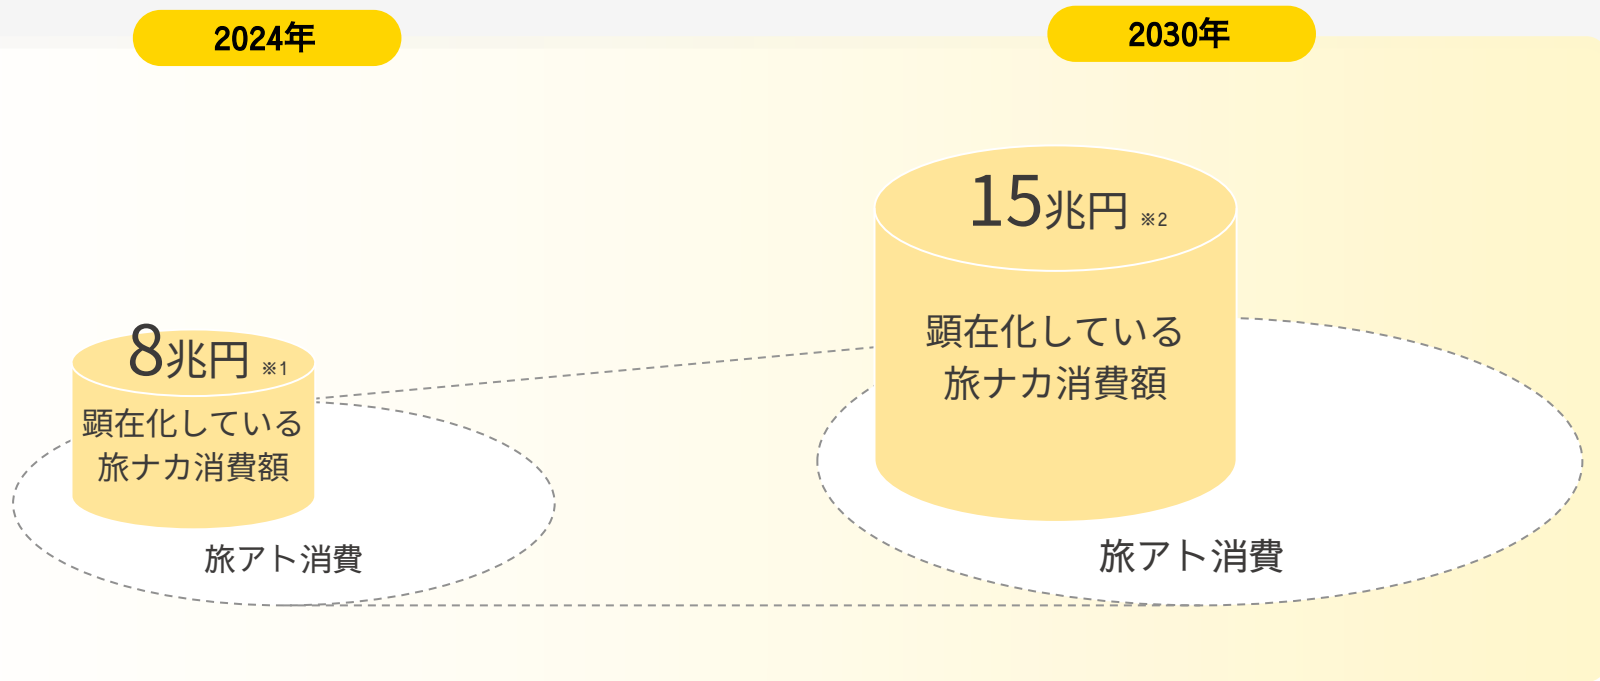 2024年
2030年
8兆円 ※1
顕在化している
旅ナカ消費額
旅アト消費
15兆円 ※2
顕在化している
旅ナカ消費額
旅アト消費